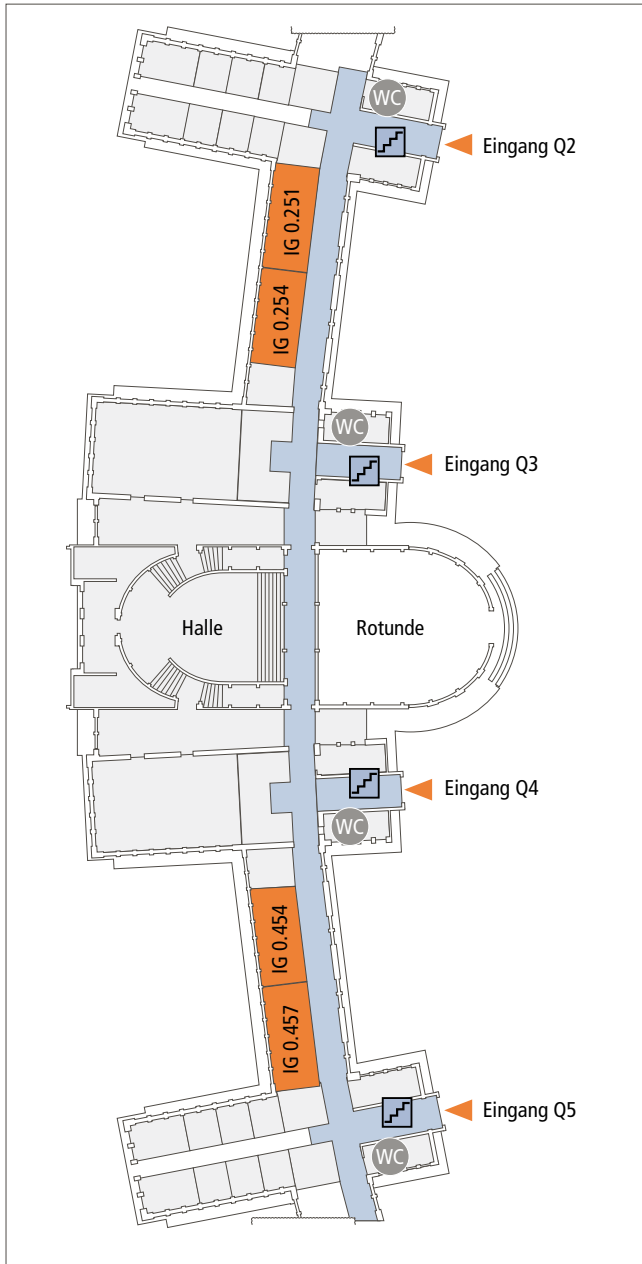 WC
Eingang Q2
IG 0.251
IG 0.254
WC
Eingang Q3
Halle
Rotunde
Eingang Q4
WC
IG 0.454
IG 0.457
Eingang Q5
WC